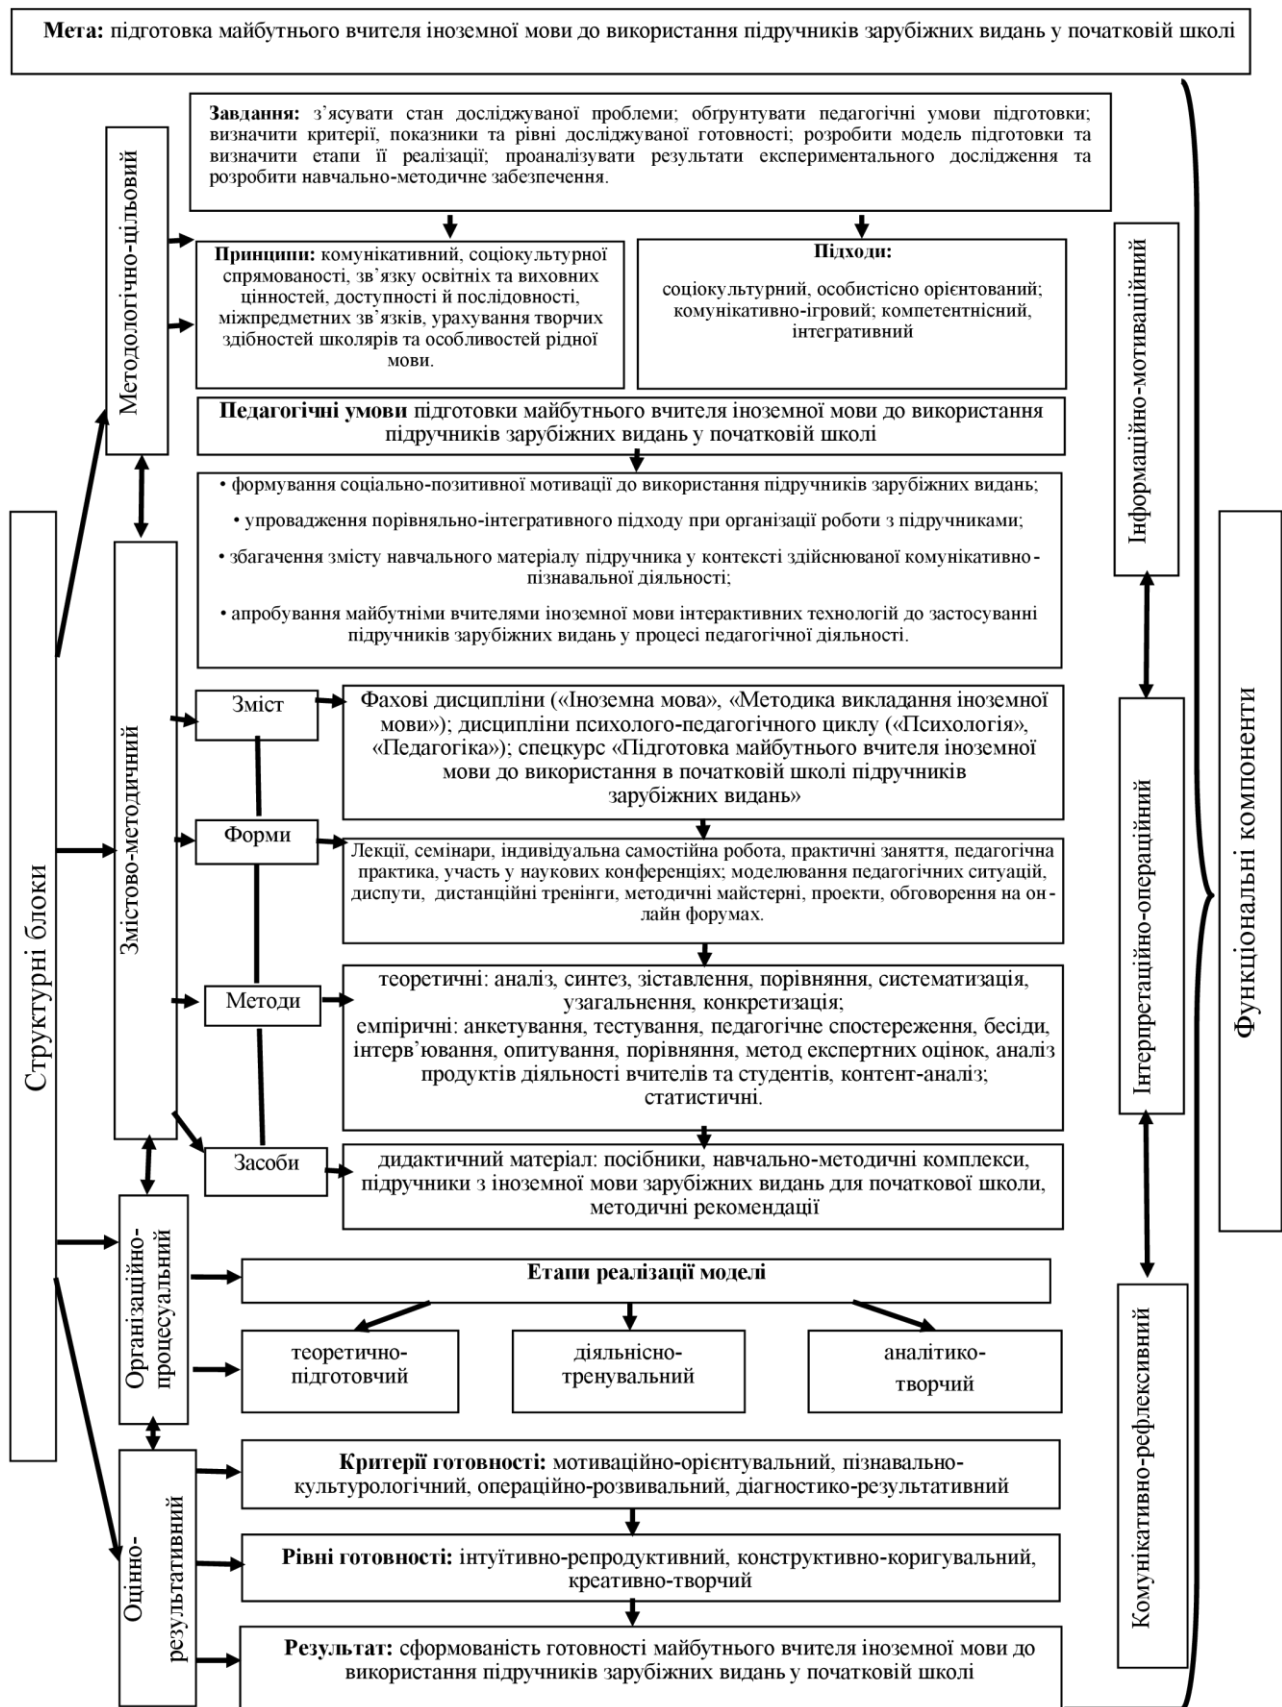 Мета: підготовка майбутнього вчителя іноземної мови до використання підручників зарубіжних видань у початковій школі
Завдання: з’ясувати стан досліджуваної проблеми; обґрунтувати педагогічні умови підготовки;
визначити критерії, показники та рівні досліджуваної готовності; розробити модель підготовки та
визначити етапи її реалізації; проаналізувати результати експериментального дослідження та
розробити навчально-методичне забезпечення.
Структурні блоки
Методологічно-цільовий
Принципи: комунікативний, соціокультурної
спрямованості, зв’язку освітніх та виховних
цінностей, доступності й послідовності,
міжпредметних зв’язків, урахування творчих
здібностей школярів та особливостей рідної
мови.
Підходи:
соціокультурний, особистісно орієнтований;
комунікативно-ігровий; компетентнісний,
інтегративний
Педагогічні умови підготовки майбутнього вчителя іноземної мови до використання
підручників зарубіжних видань у початковій школі
• формування соціально-позитивної мотивації до використання підручників зарубіжних видань;
• упровадження порівняльно-інтегративного підходу при організації роботи з підручниками;
• збагачення змісту навчального матеріалу підручника у контексті здійснюваної комунікативно-
пізнавальної діяльності;
• апробування майбутніми вчителями іноземної мови інтерактивних технологій до застосуванні
підручників зарубіжних видань у процесі педагогічної діяльності.
Змістово-методичний
Зміст
Фахові дисципліни («Іноземна мова», «Методика викладання іноземної
мови»); дисципліни психолого-педагогічного циклу («Психологія»,
«Педагогіка»); спецкурс «Підготовка майбутнього вчителя іноземної
мови до використання в початковій школі підручників
зарубіжних видань»
Форми
Лекції, семінари, індивідуальна самостійна робота, практичні заняття, педагогічна
практика, участь у наукових конференціях; моделювання педагогічних ситуацій,
диспути, дистанційні тренінги, методичні майстерні, проекти, обговорення на он-
лайн форумах.
Методи
теоретичні: аналіз, синтез, зіставлення, порівняння, систематизація,
узагальнення, конкретизація;
емпіричні: анкетування, тестування, педагогічне спостереження, бесіди,
інтерв’ювання, опитування, порівняння, метод експертних оцінок, аналіз
продуктів діяльності вчителів та студентів, контент-аналіз;
статистичні.
Засоби
дидактичний матеріал: посібники, навчально-методичні комплекси,
підручники з іноземної мови зарубіжних видань для початкової школи,
методичні рекомендації
Організаційно-
процесуальний
Етапи реалізації моделі
теоретично-
підготовчий
діяльнісно-
тренувальний
аналітико-
творчий
Оцінно-
результативний
Критерії готовності: мотиваційно-орієнтувальний, пізнавально-
культурологічний, операційно-розвивальний, діагностико-результативний
Рівні готовності: інтуїтивно-репродуктивний, конструктивно-коригувальний,
креативно-творчий
Результат: сформованість готовності майбутнього вчителя іноземної мови до
використання підручників зарубіжних видань у початковій школі
Інформаційно-мотиваційний
Інтерпретаційно-операційний
Комунікативно-рефлексивний
Функціональні компоненти